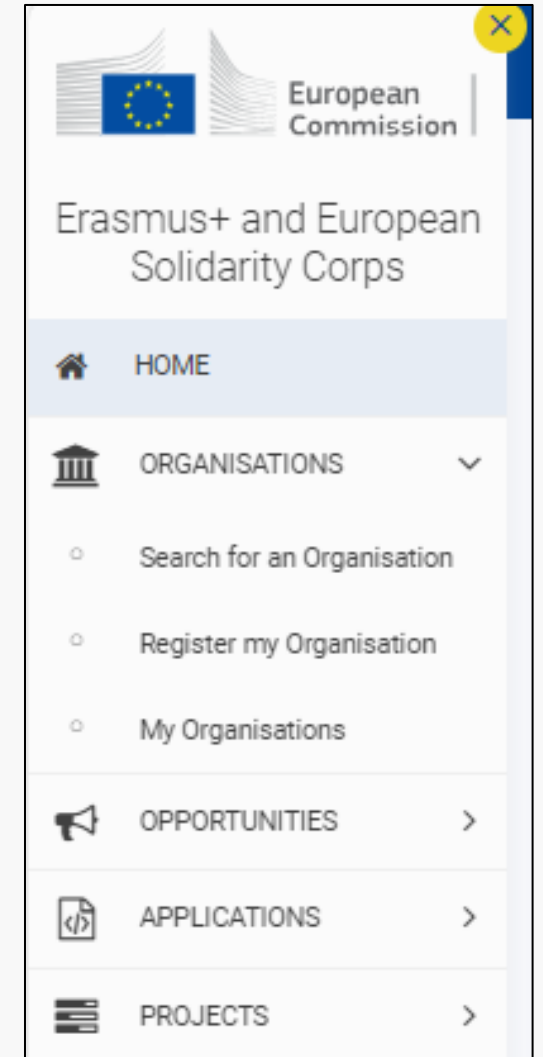 European
Commission
Erasmus+ and European
Solidarity Corps
HOME
ORGANISATIONS
Search for an Organisation
Register my Organisation
My Organisations
OPPORTUNITIES
APPLICATIONS
PROJECTS